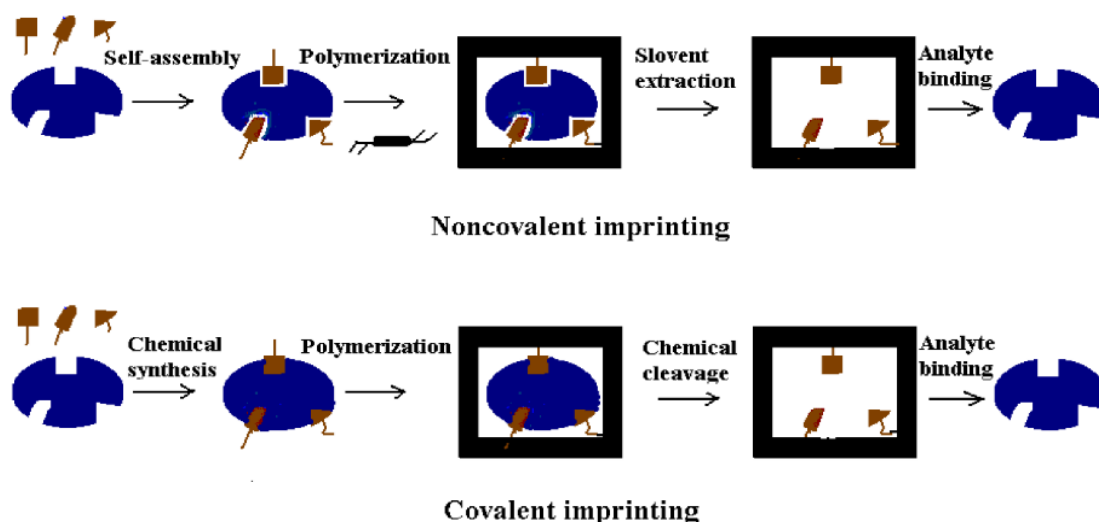 Self-assembly
Polymerization
Slovent
extraction
Analyte
binding
Noncovalent imprinting
Chemical
synthesis
Polymerization
Chemical
cleavage
Analyte
binding
Covalent imprinting